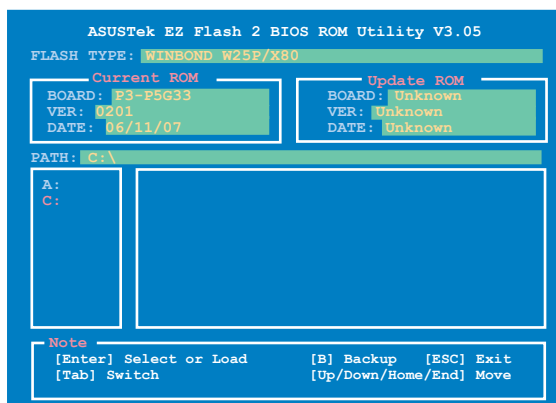 ASUSTek EZ Flash 2 BIOS ROM Utility V3.05
FLASH TYPE: WINBOND W25P/X80
Current ROM
BOARD: P3-P5G33
VER: 0201
DATE: 06/11/07
Update ROM
BOARD: Unknown
VER: Unknown
DATE: Unknown
PATH: C:\
A:
C:
Note
[Enter] Select or Load [B] Backup [ESC] Exit
[Tab] Switch [Up/Down/Home/End] Move